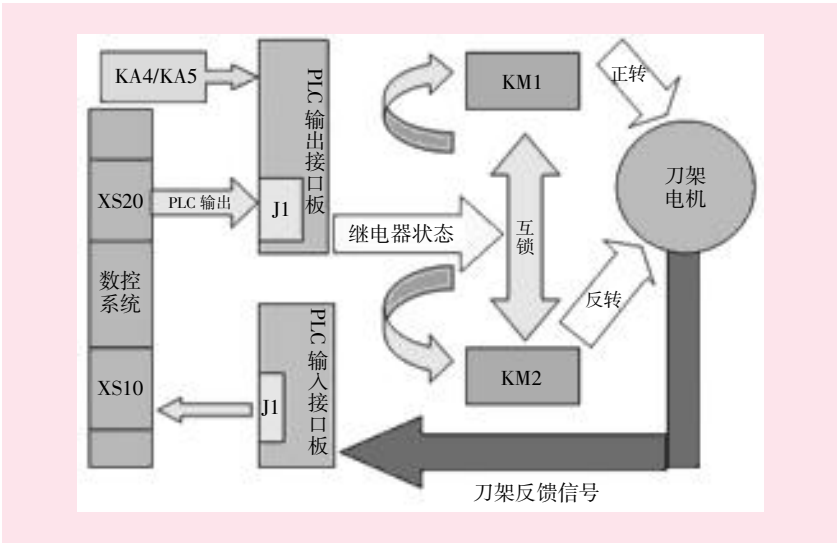 KA4/KA5
PLC 输出接口板
KM1
正转
XS20
PLC 输出
J1
刀架
电机
继电器状态
互锁
数控
系统
反转
PLC 输入接口板
KM2
XS10
J1
刀架反馈信号